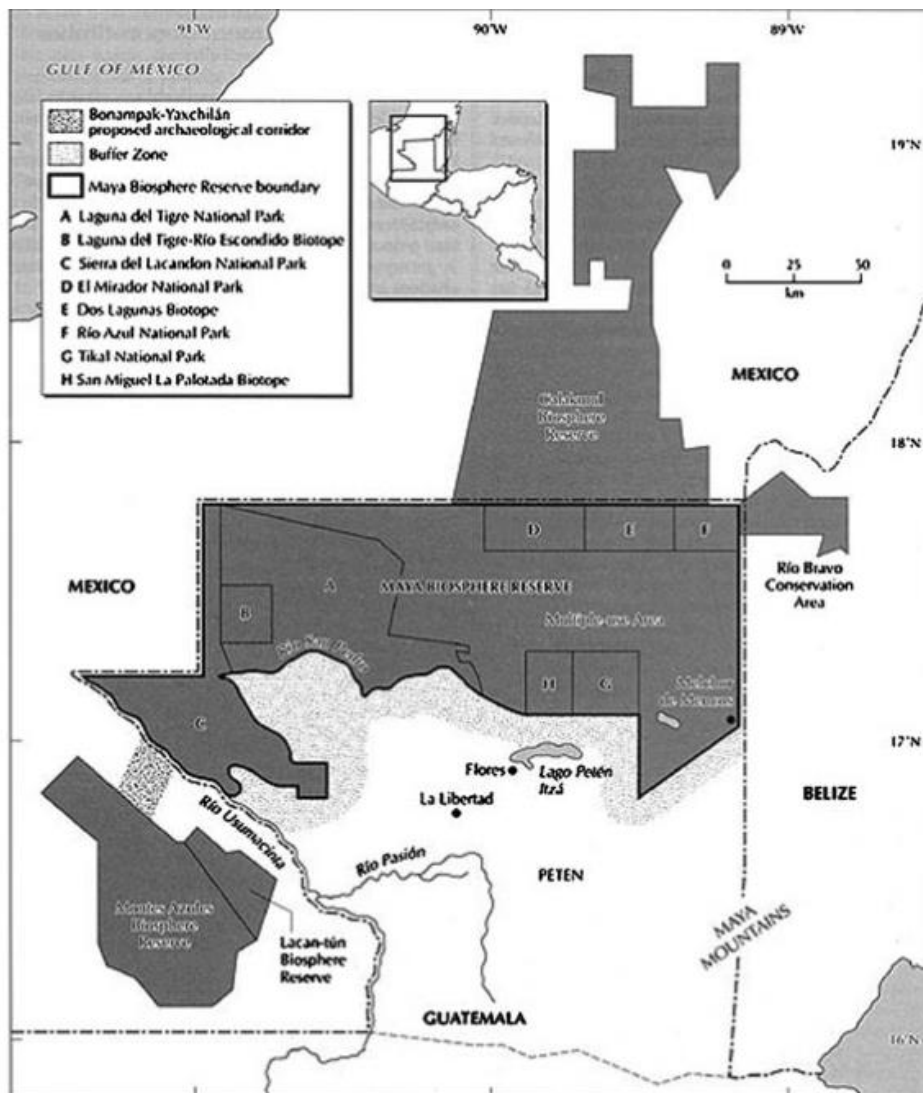 91°W
90°W
89°W
GULF OF MEXICO
Bonampak-Yaxchilán
proposed archaeological corridor
Buffer Zone
Maya Biosphere Reserve boundary
A Laguna del Tigre National Park
B Laguna del Tigre-Río Escondido Biotope
C Sierra del Lacandon National Park
D El Mirador National Park
E Dos Lagunas Biotope
F Río Azul National Park
G Tikal National Park
H San Miguel La Palotada Biotope
19°N
0 25 50
km
MEXICO
Calakmul
Biosphere
Reserve
18°N
D
E
F
MEXICO
A
MAYA BIOSPHERE RESERVE
Río Bravo
Conservation
Area
B
Multiple-use Area
Río San Pedro
H
G
Melchor
de Mencos
C
17°N
Flores
Lago Petén
Itzá
La Libertad
BELIZE
Río Usumacinta
Río Pasión
PETEN
Montes Azules
Biosphere
Reserve
Lacan-tún
Biosphere
Reserve
MAYA
MOUNTAINS
GUATEMALA
16°N